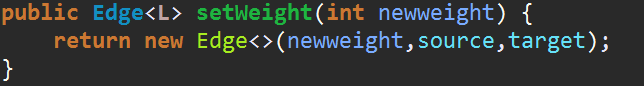 public Edge<L> setWeight(int newweight) {
    return new Edge<>(newweight,source,target);
}